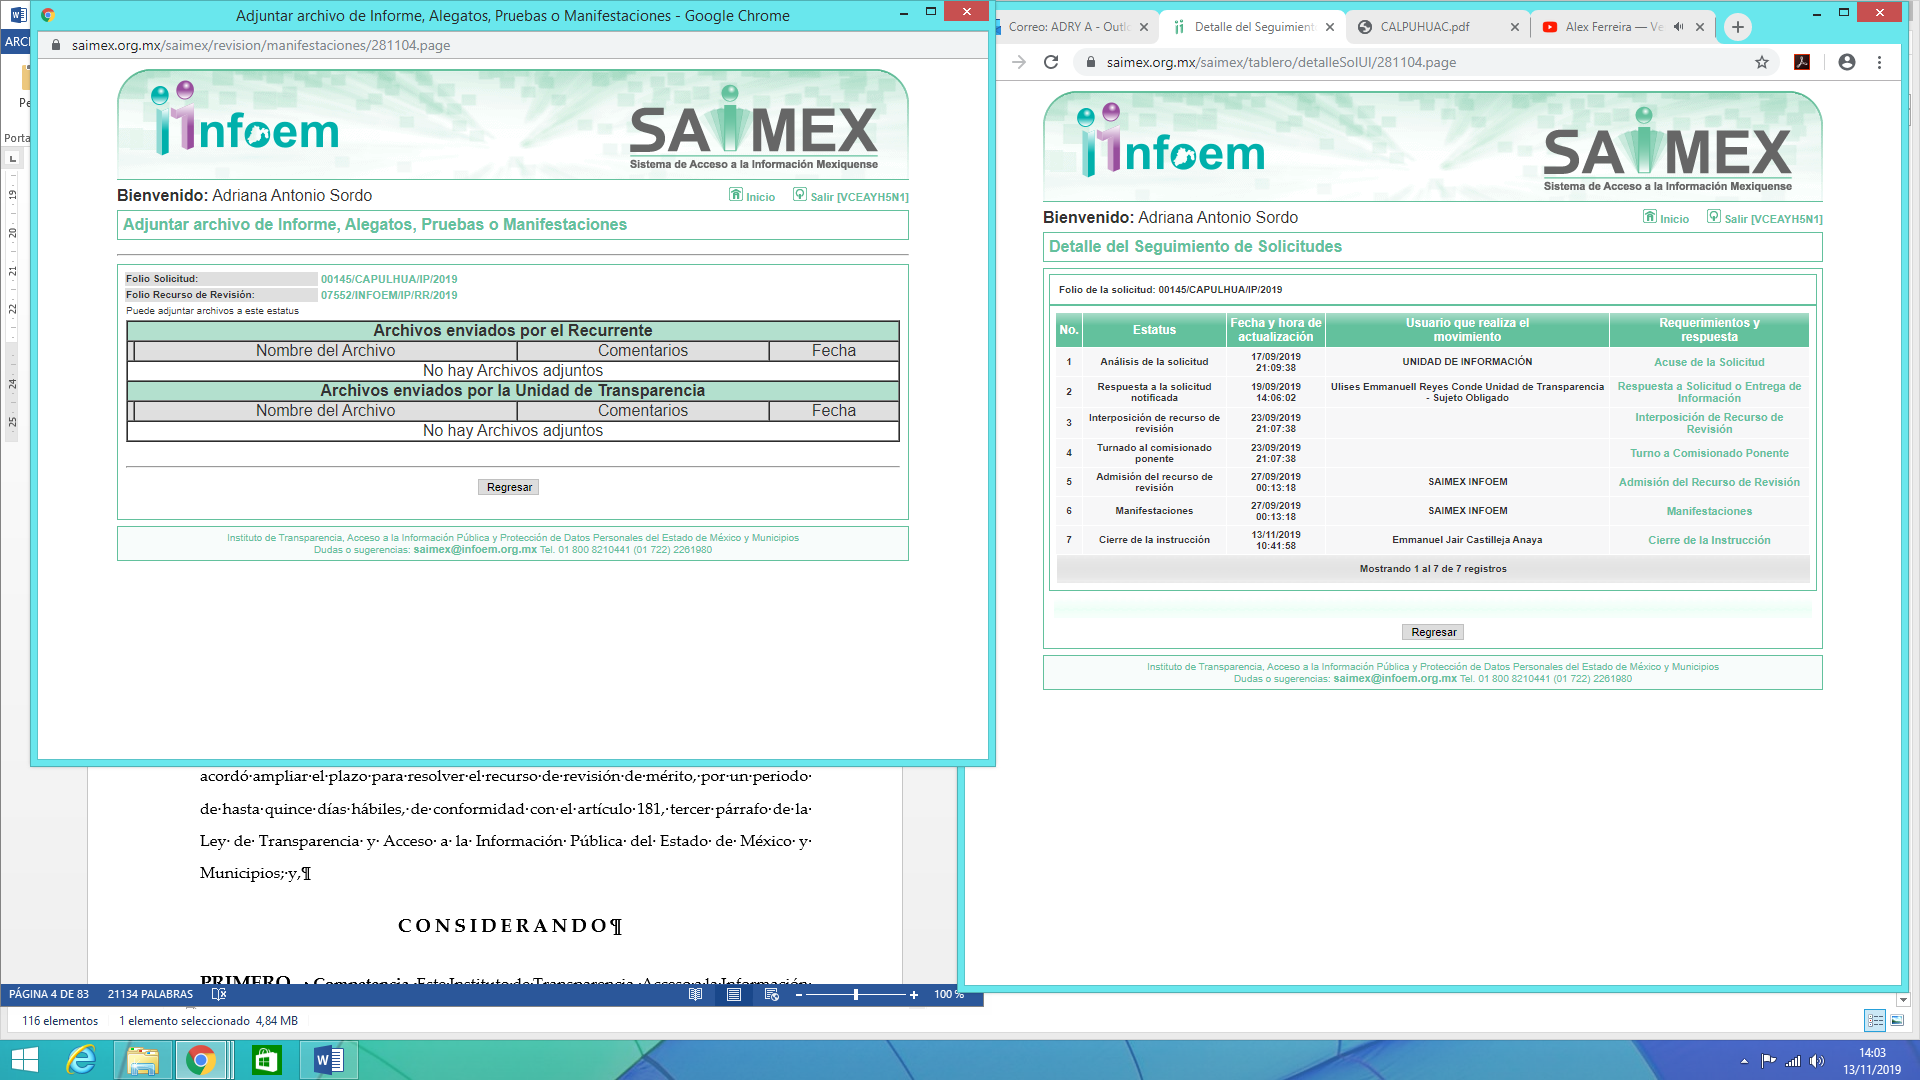 Adjuntar archivo de Informe, Alegatos, Pruebas o Manifestaciones - Google Chrome
saimex.org.mx/saimex/revision/manifestaciones/281104.page
infoem
SAIMEX
Sistema de Acceso a la Información Mexiquense
Bienvenido: Adriana Antonio Sordo
Inicio
Salir [VCEAYH5N1]
Adjuntar archivo de Informe, Alegatos, Pruebas o Manifestaciones
Folio Solicitud: 00145/CAPULHUA/IP/2019
Folio Recurso de Revisión: 07552/INFOEM/IP/RR/2019
Puede adjuntar archivos a este estatus
Archivos enviados por el Recurrente
Nombre del Archivo Comentarios Fecha
No hay Archivos adjuntos
Archivos enviados por la Unidad de Transparencia
Nombre del Archivo Comentarios Fecha
No hay Archivos adjuntos
Regresar
Instituto de Transparencia, Acceso a la Información Pública y Protección de Datos Personales del Estado de México y Municipios
Dudas o sugerencias: saimex@infoem.org.mx Tel. 01 800 8210441 (01 722) 2261980
Correo: ADRY A - Outl
Detalle del Seguimient
CALPUHUAC.pdf
Alex Ferreira — Ve
saimex.org.mx/saimex/tablero/detalleSolUI/281104.page
infoem
SAIMEX
Sistema de Acceso a la Información Mexiquense
Bienvenido: Adriana Antonio Sordo
Inicio
Salir [VCEAYH5N1]
Detalle del Seguimiento de Solicitudes
Folio de la solicitud: 00145/CAPULHUA/IP/2019
No. Estatus Fecha y hora de actualización Usuario que realiza el movimiento Requerimientos y respuesta
1 Análisis de la solicitud 17/09/2019 21:09:38 UNIDAD DE INFORMACIÓN Acuse de la Solicitud
2 Respuesta a la solicitud notificada 19/09/2019 14:06:02 Ulises Emmanuell Reyes Conde Unidad de Transparencia - Sujeto Obligado Respuesta a Solicitud o Entrega de Información
3 Interposición de recurso de revisión 23/09/2019 21:07:38 Interposición de Recurso de Revisión
4 Turnado al comisionado ponente 23/09/2019 21:07:38 Turno a Comisionado Ponente
5 Admisión del recurso de revisión 27/09/2019 00:13:18 SAIMEX INFOEM Admisión del Recurso de Revisión
6 Manifestaciones 27/09/2019 00:13:18 SAIMEX INFOEM Manifestaciones
7 Cierre de la instrucción 13/11/2019 10:41:58 Emmanuel Jair Castilleja Anaya Cierre de la Instrucción
Mostrando 1 al 7 de 7 registros
Regresar
Instituto de Transparencia, Acceso a la Información Pública y Protección de Datos Personales del Estado de México y Municipios
Dudas o sugerencias: saimex@infoem.org.mx Tel. 01 800 8210441 (01 722) 2261980
ARC
Pe
Porta
19
20
21
22
24
25
acordó·ampliar·el·plazo·para·resolver·el·recurso·de·revisión·de·mérito,·por·un·periodo·
de·hasta·quince·días·hábiles,·de·conformidad·con·el·artículo·181,·tercer·párrafo·de·la·
Ley·de·Transparencia·y·Acceso·a·la·Información·Pública·del·Estado·de·México·y·
Municipios;·y,¶
CONSIDERANDO¶
PRIMERO. Competencia. Este·Instituto·de·Transparencia,·Acceso·a·la·Información·
PÁGINA 4 DE 83
21134 PALABRAS
100 %
116 elementos
1 elemento seleccionado 4,84 MB
14:03
13/11/2019